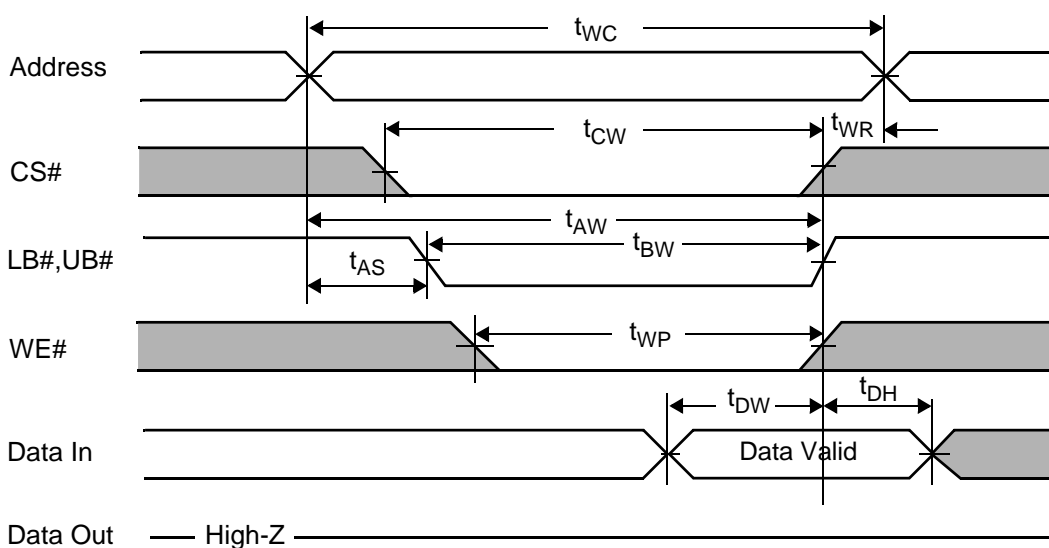 tWC
Address
tCW
tWR
CS#
tAW
tBW
LB#,UB#
tAS
WE#
tWP
tDW
tDH
Data In
Data Valid
Data Out
High-Z